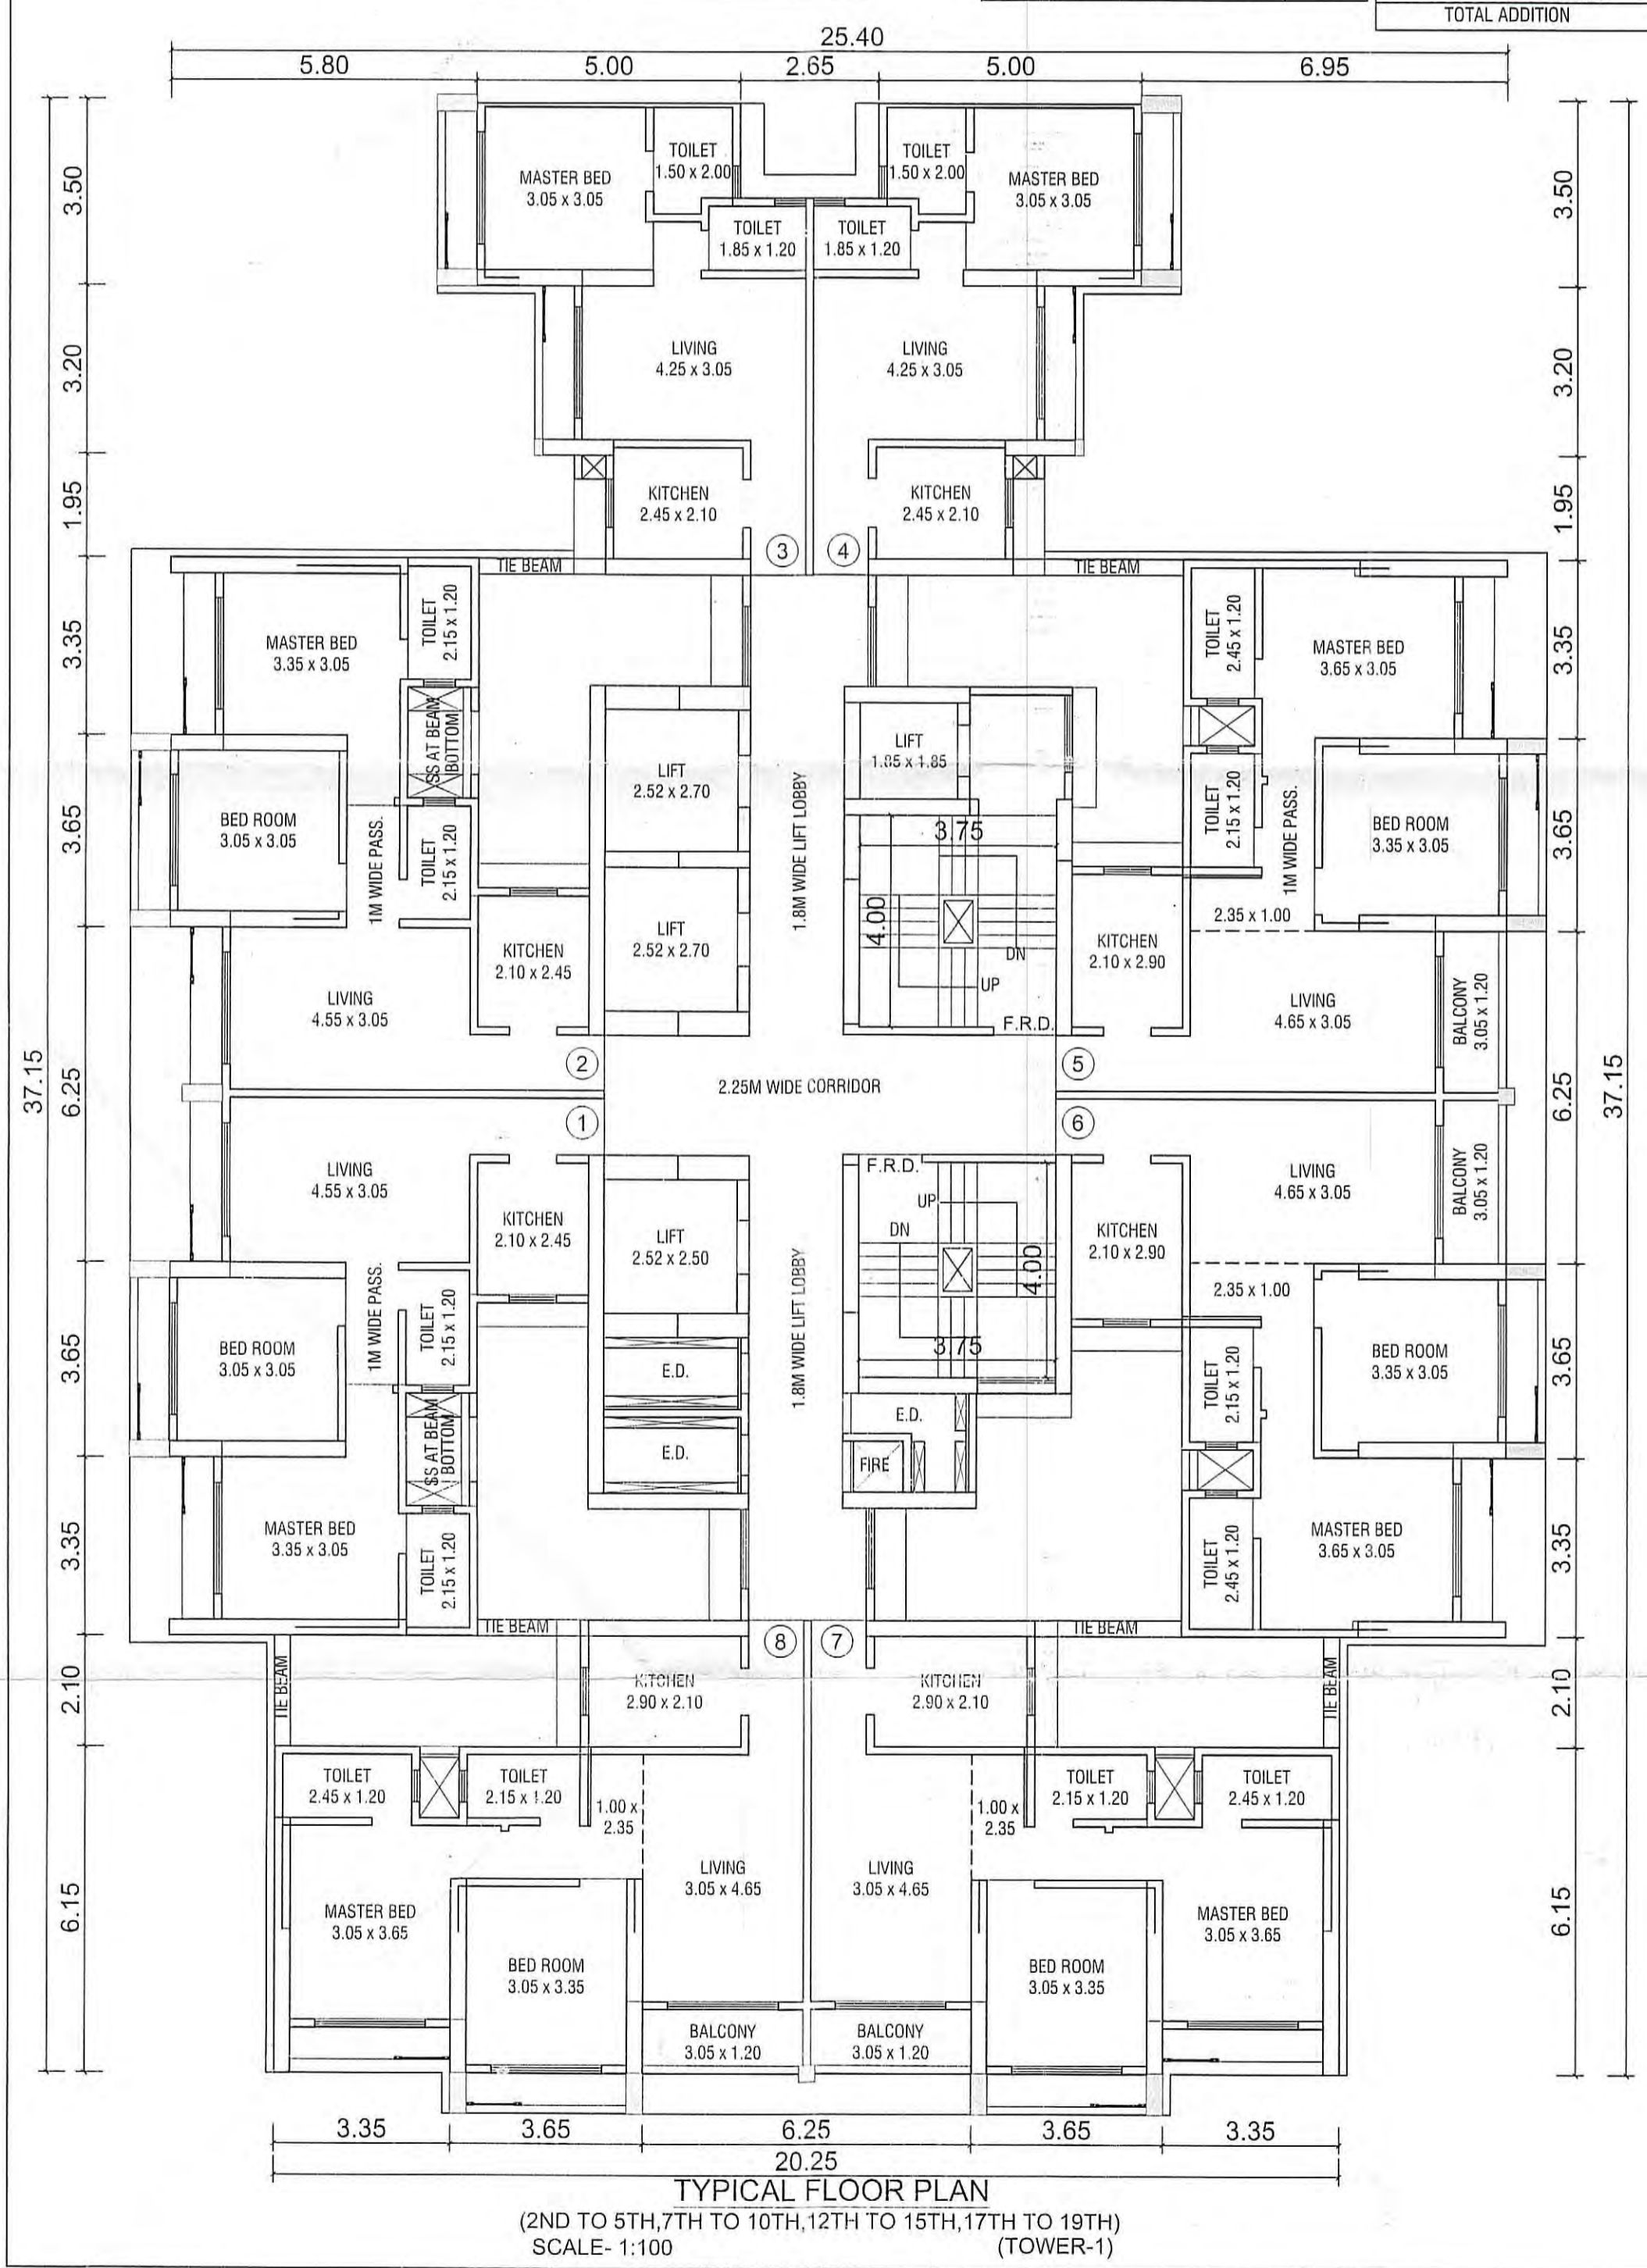 TOTAL ADDITION
25.40
5.80 5.00 2.65 5.00 6.95
3.50
3.20
1.95
3.35
3.65
6.25
3.65
3.35
2.10
6.15
37.15
MASTER BED
3.05 x 3.05
TOILET
1.50 x 2.00
TOILET
1.50 x 2.00
MASTER BED
3.05 x 3.05
TOILET
1.85 x 1.20
TOILET
1.85 x 1.20
LIVING
4.25 x 3.05
LIVING
4.25 x 3.05
KITCHEN
2.45 x 2.10
KITCHEN
2.45 x 2.10
3
4
TIE BEAM
TIE BEAM
MASTER BED
3.35 x 3.05
TOILET
2.15 x 1.20
SS AT BEAM
BOTTOM
BED ROOM
3.05 x 3.05
1M WIDE PASS.
TOILET
2.15 x 1.20
LIFT
2.52 x 2.70
LIFT
2.52 x 2.70
1.8M WIDE LIFT LOBBY
LIFT
1.85 x 1.85
3.75
4.00
DN
UP
F.R.D.
TOILET
2.45 x 1.20
MASTER BED
3.65 x 3.05
TOILET
2.15 x 1.20
1M WIDE PASS.
BED ROOM
3.35 x 3.05
2.35 x 1.00
KITCHEN
2.10 x 2.45
LIVING
4.55 x 3.05
KITCHEN
2.10 x 2.90
LIVING
4.65 x 3.05
BALCONY
3.05 x 1.20
2
5
2.25M WIDE CORRIDOR
1
6
LIVING
4.55 x 3.05
KITCHEN
2.10 x 2.45
LIFT
2.52 x 2.50
1.8M WIDE LIFT LOBBY
F.R.D.
UP
DN
4.00
3.75
KITCHEN
2.10 x 2.90
LIVING
4.65 x 3.05
BALCONY
3.05 x 1.20
2.35 x 1.00
BED ROOM
3.05 x 3.05
1M WIDE PASS.
TOILET
2.15 x 1.20
SS AT BEAM
BOTTOM
E.D.
E.D.
E.D.
FIRE
TOILET
2.15 x 1.20
BED ROOM
3.35 x 3.05
MASTER BED
3.35 x 3.05
TOILET
2.15 x 1.20
TOILET
2.45 x 1.20
MASTER BED
3.65 x 3.05
TIE BEAM
TIE BEAM
8
7
TIE BEAM
KITCHEN
2.90 x 2.10
KITCHEN
2.90 x 2.10
TIE BEAM
TOILET
2.45 x 1.20
TOILET
2.15 x 1.20
1.00 x
2.35
1.00 x
2.35
TOILET
2.15 x 1.20
TOILET
2.45 x 1.20
LIVING
3.05 x 4.65
LIVING
3.05 x 4.65
MASTER BED
3.05 x 3.65
BED ROOM
3.05 x 3.35
BED ROOM
3.05 x 3.35
MASTER BED
3.05 x 3.65
BALCONY
3.05 x 1.20
BALCONY
3.05 x 1.20
3.50
3.20
1.95
3.35
3.65
6.25
3.65
3.35
2.10
6.15
37.15
3.35 3.65 6.25 3.65 3.35
20.25
TYPICAL FLOOR PLAN
(2ND TO 5TH,7TH TO 10TH,12TH TO 15TH,17TH TO 19TH)
SCALE- 1:100 (TOWER-1)